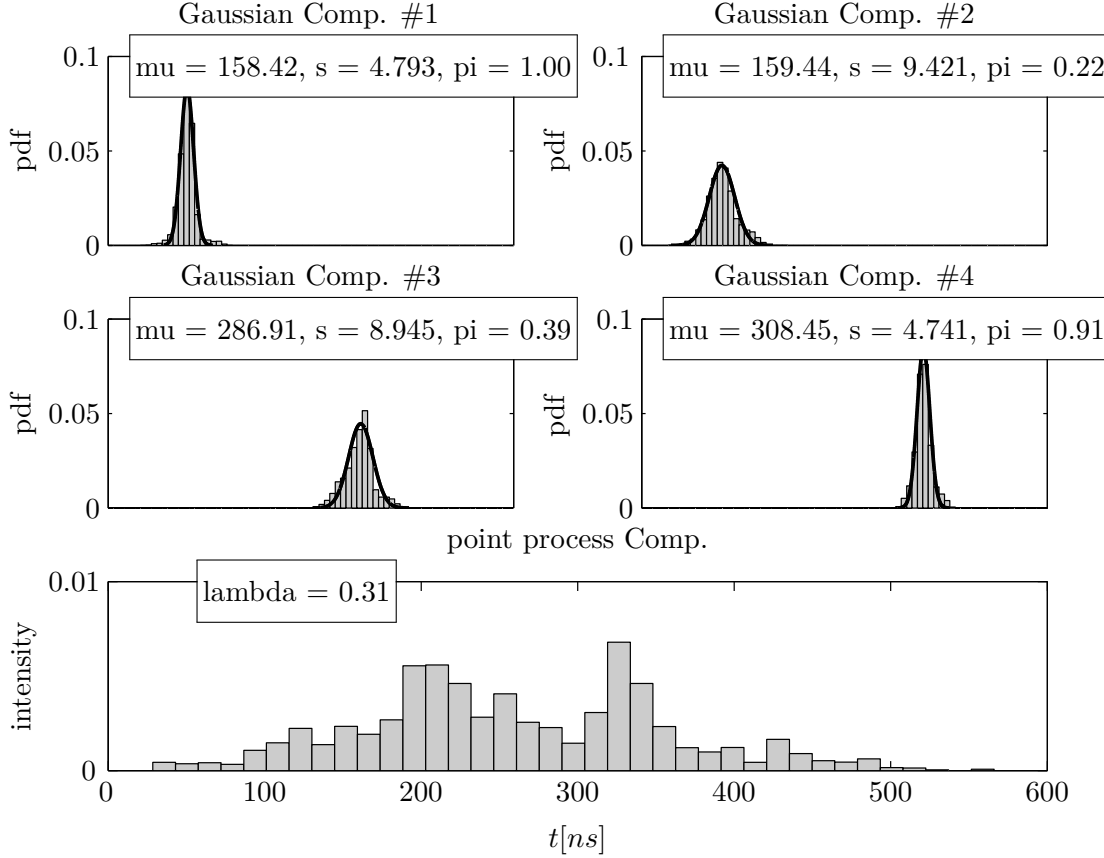 Gaussian Comp. #1
Gaussian Comp. #2
0.1
mu = 158.42, s = 4.793, pi = 1.00
0.1
mu = 159.44, s = 9.421, pi = 0.22
pdf
0.05
pdf
0.05
0
0
Gaussian Comp. #3
Gaussian Comp. #4
0.1
mu = 286.91, s = 8.945, pi = 0.39
0.1
mu = 308.45, s = 4.741, pi = 0.91
pdf
0.05
pdf
0.05
0
0
point process Comp.
0.01
lambda = 0.31
intensity
0
0 100 200 300 400 500 600
t[ns]